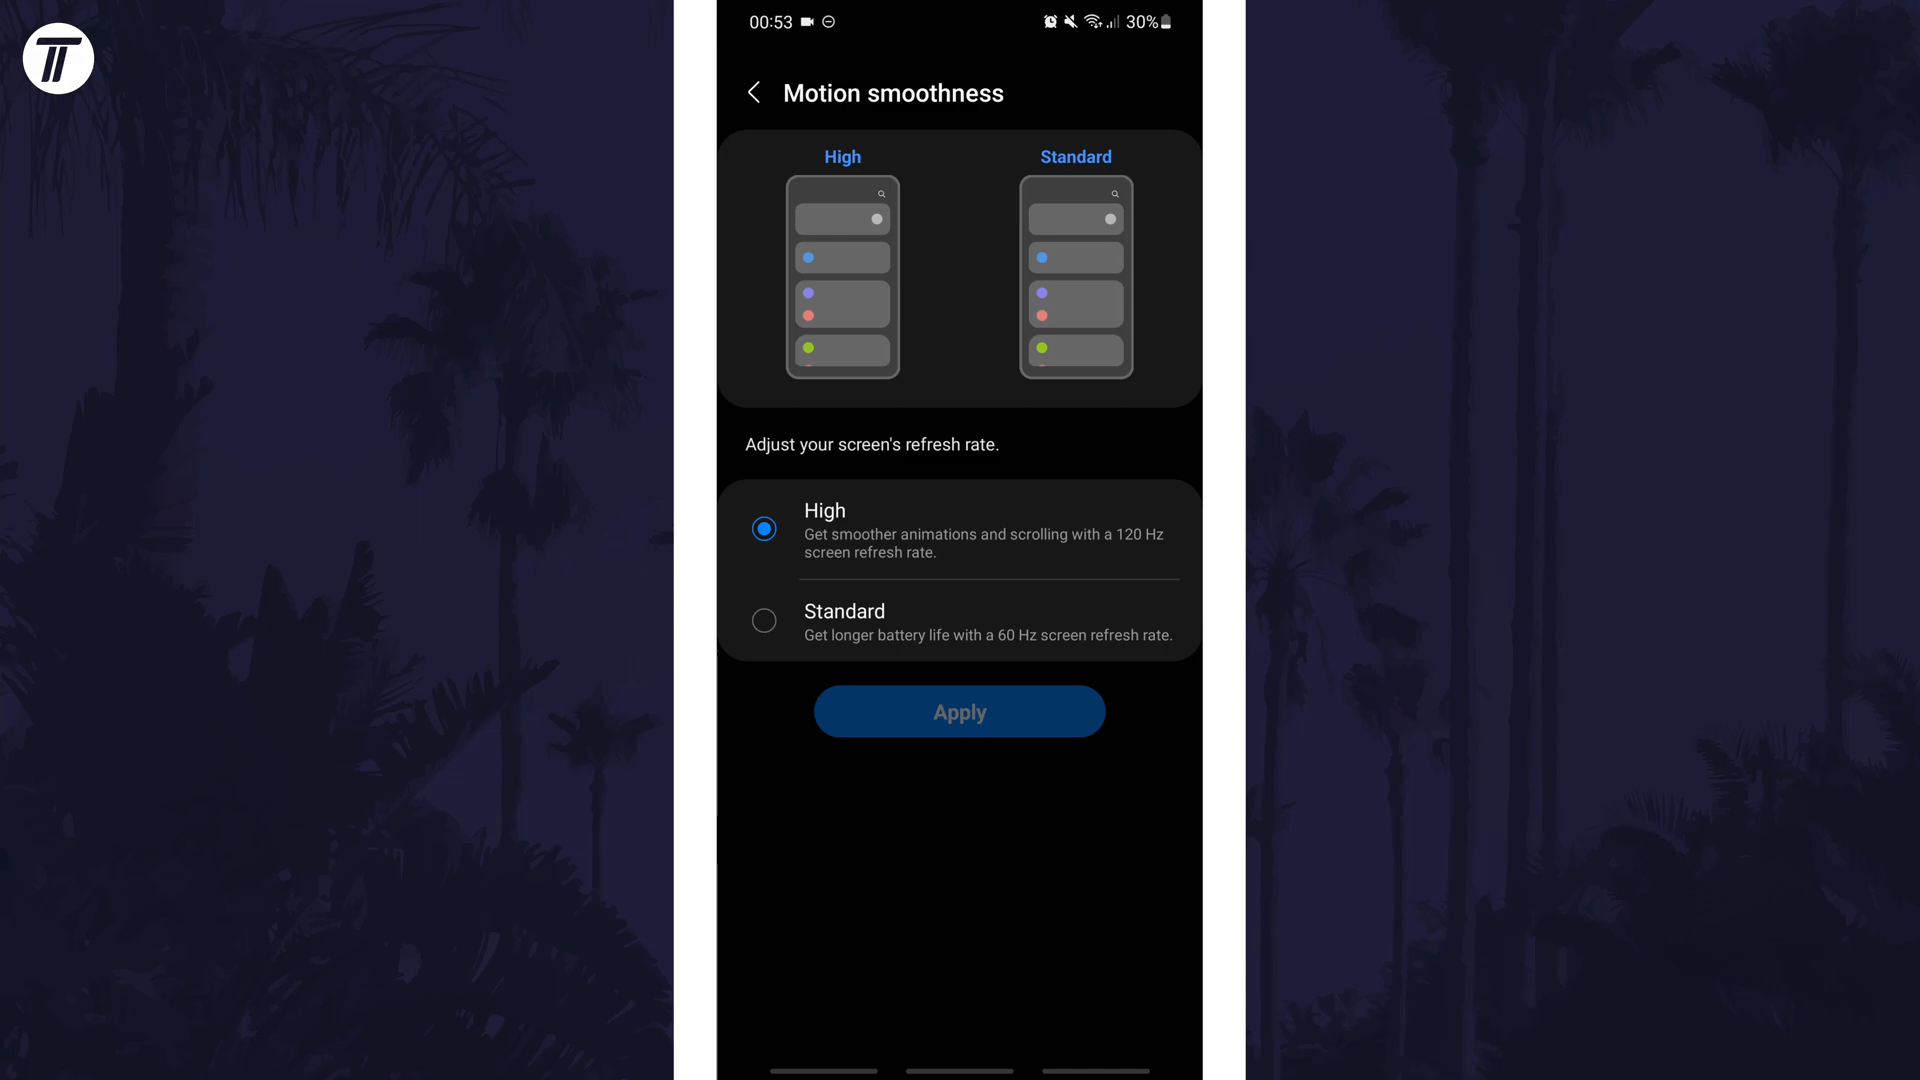 00:53
30%
Motion smoothness
High
Standard
Adjust your screen's refresh rate.
High
Get smoother animations and scrolling with a 120 Hz
screen refresh rate.
Standard
Get longer battery life with a 60 Hz screen refresh rate.
Apply